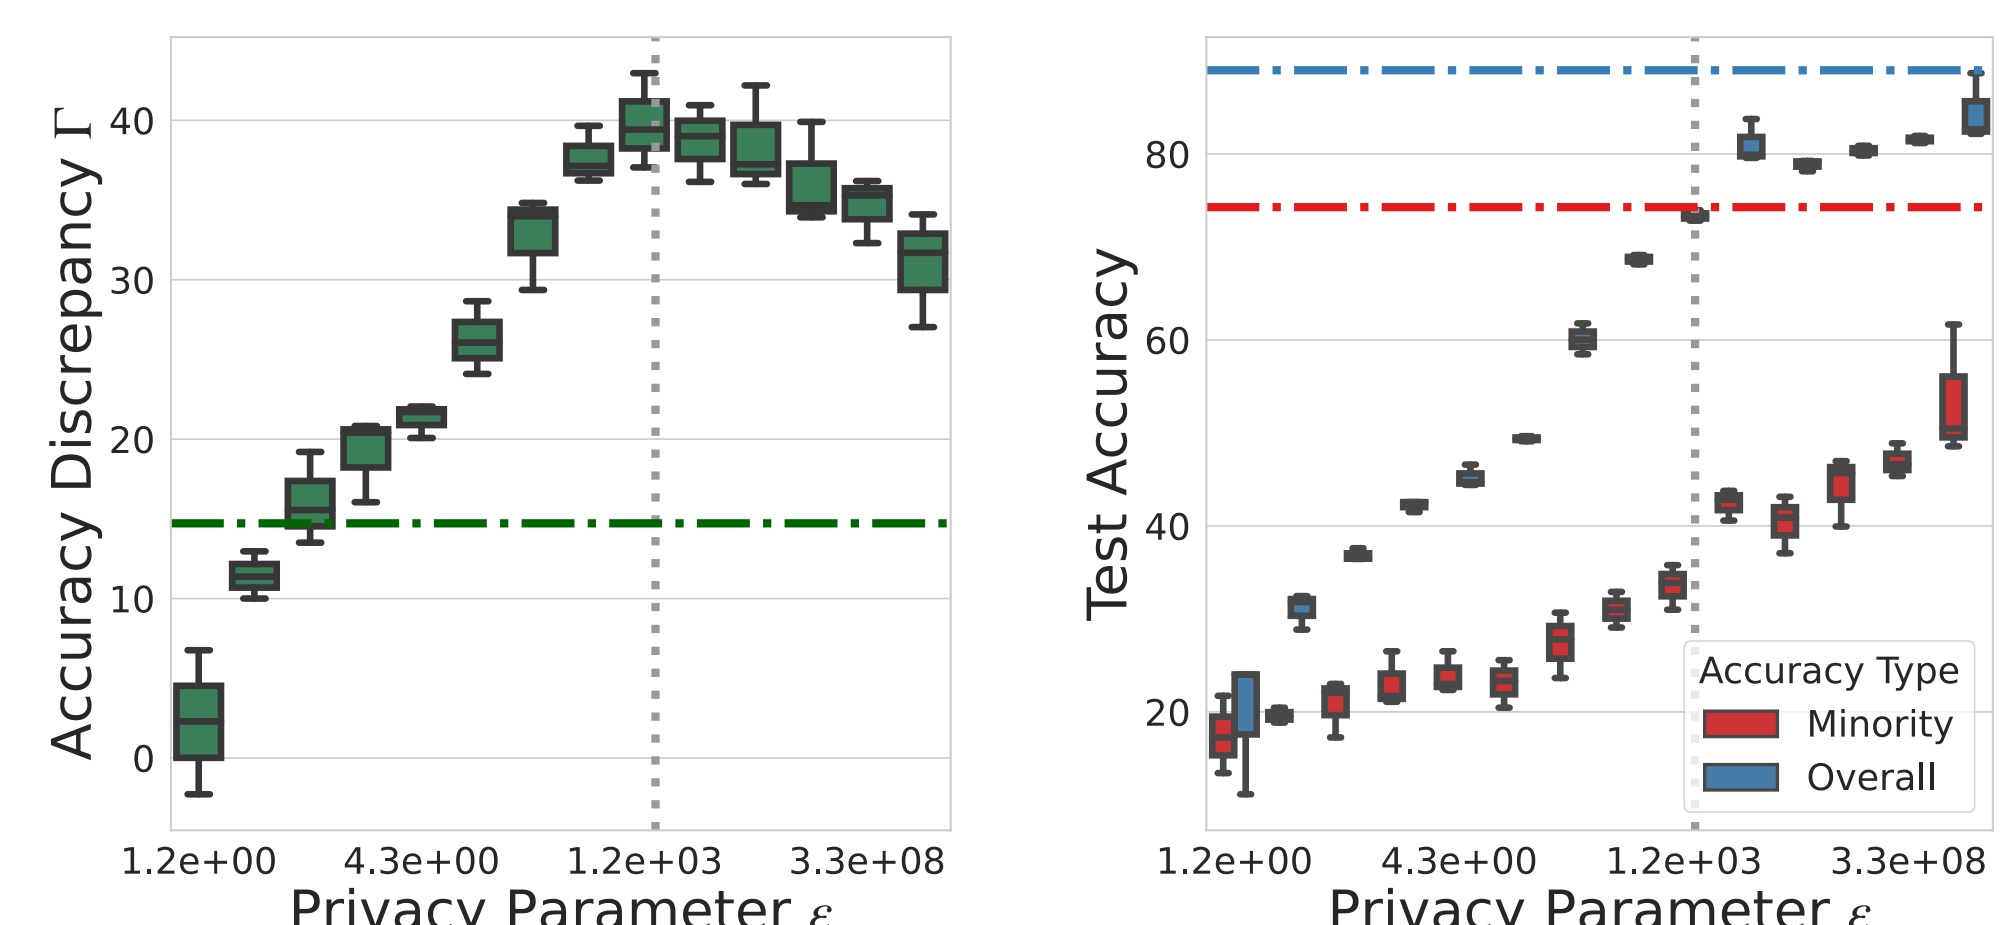 Accuracy Discrepancy Γ
40
30
20
10
0
1.2e+00 4.3e+00 1.2e+03 3.3e+08
Privacy Parameter ε
Test Accuracy
80
60
40
20
Accuracy Type
Minority
Overall
1.2e+00 4.3e+00 1.2e+03 3.3e+08
Privacy Parameter ε